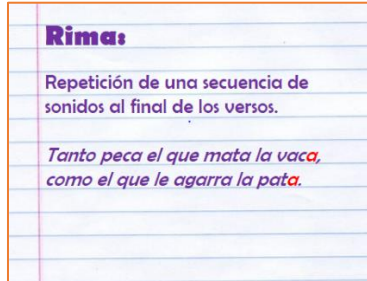 Rima:
Repetición de una secuencia de
sonidos al final de los versos.
Tanto peca el que mata la vaca,
como el que le agarra la pata.